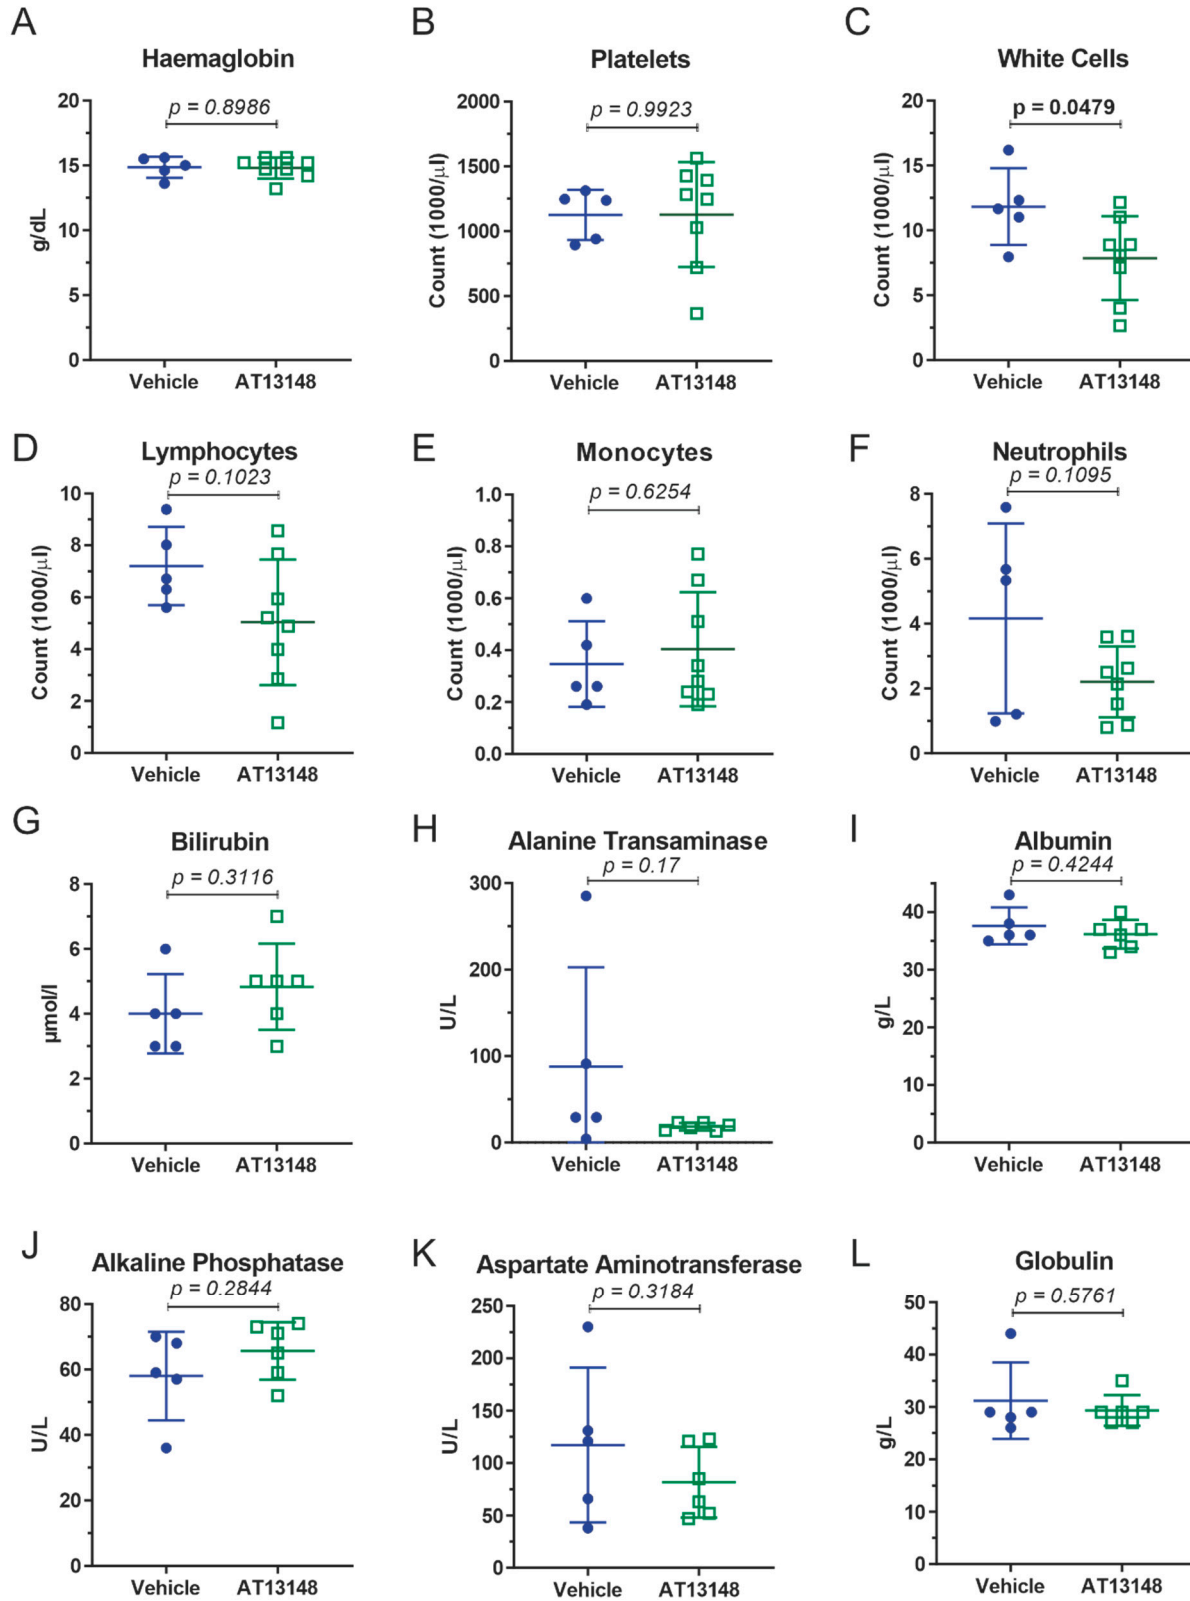 A
Haemaglobin
p = 0.8986
g/dL
20
15
10
5
0
Vehicle
AT13148
B
Platelets
p = 0.9923
Count (1000/µl)
2000
1500
1000
500
0
Vehicle
AT13148
C
White Cells
p = 0.0479
Count (1000/µl)
20
15
10
5
0
Vehicle
AT13148
D
Lymphocytes
p = 0.1023
Count (1000/µl)
10
8
6
4
2
0
Vehicle
AT13148
E
Monocytes
p = 0.6254
Count (1000/µl)
1.0
0.8
0.6
0.4
0.2
0.0
Vehicle
AT13148
F
Neutrophils
p = 0.1095
Count (1000/µl)
8
6
4
2
0
Vehicle
AT13148
G
Bilirubin
p = 0.3116
µmol/l
8
6
4
2
0
Vehicle
AT13148
H
Alanine Transaminase
p = 0.17
U/L
300
200
100
0
Vehicle
AT13148
I
Albumin
p = 0.4244
g/L
40
30
20
10
0
Vehicle
AT13148
J
Alkaline Phosphatase
p = 0.2844
U/L
80
60
40
20
0
Vehicle
AT13148
K
Aspartate Aminotransferase
p = 0.3184
U/L
250
200
150
100
50
0
Vehicle
AT13148
L
Globulin
p = 0.5761
g/L
50
40
30
20
10
0
Vehicle
AT13148